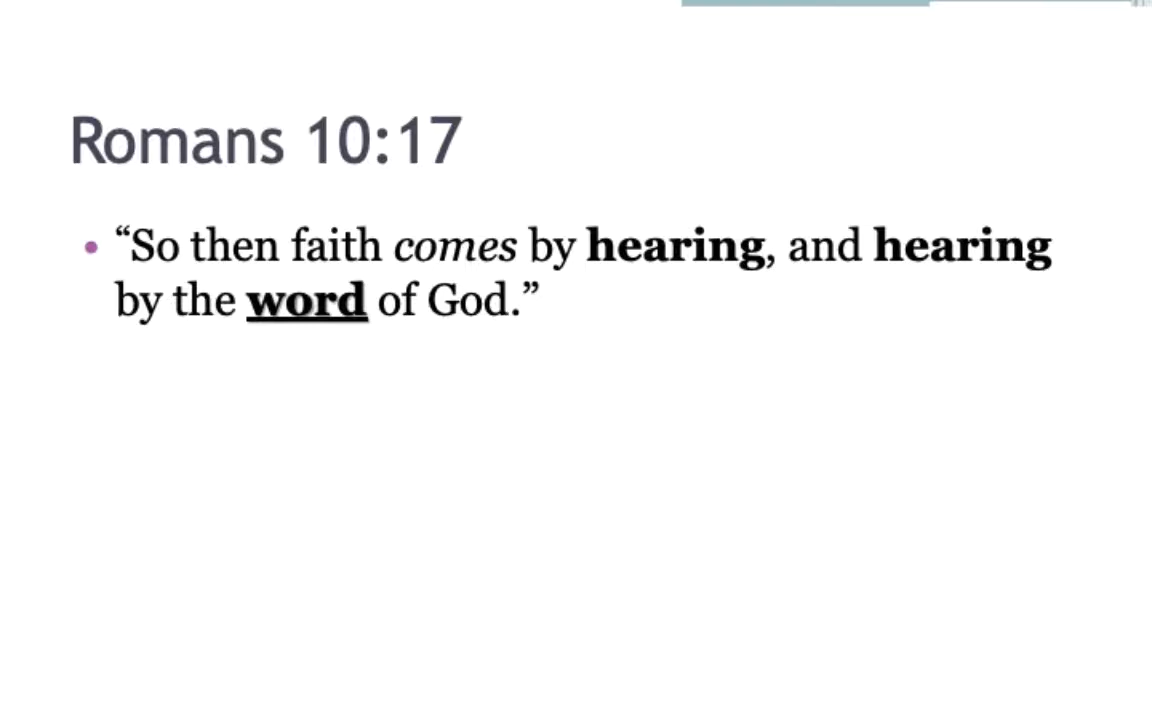 Romans 10:17
• “So then faith comes by hearing, and hearing
by the word of God.”